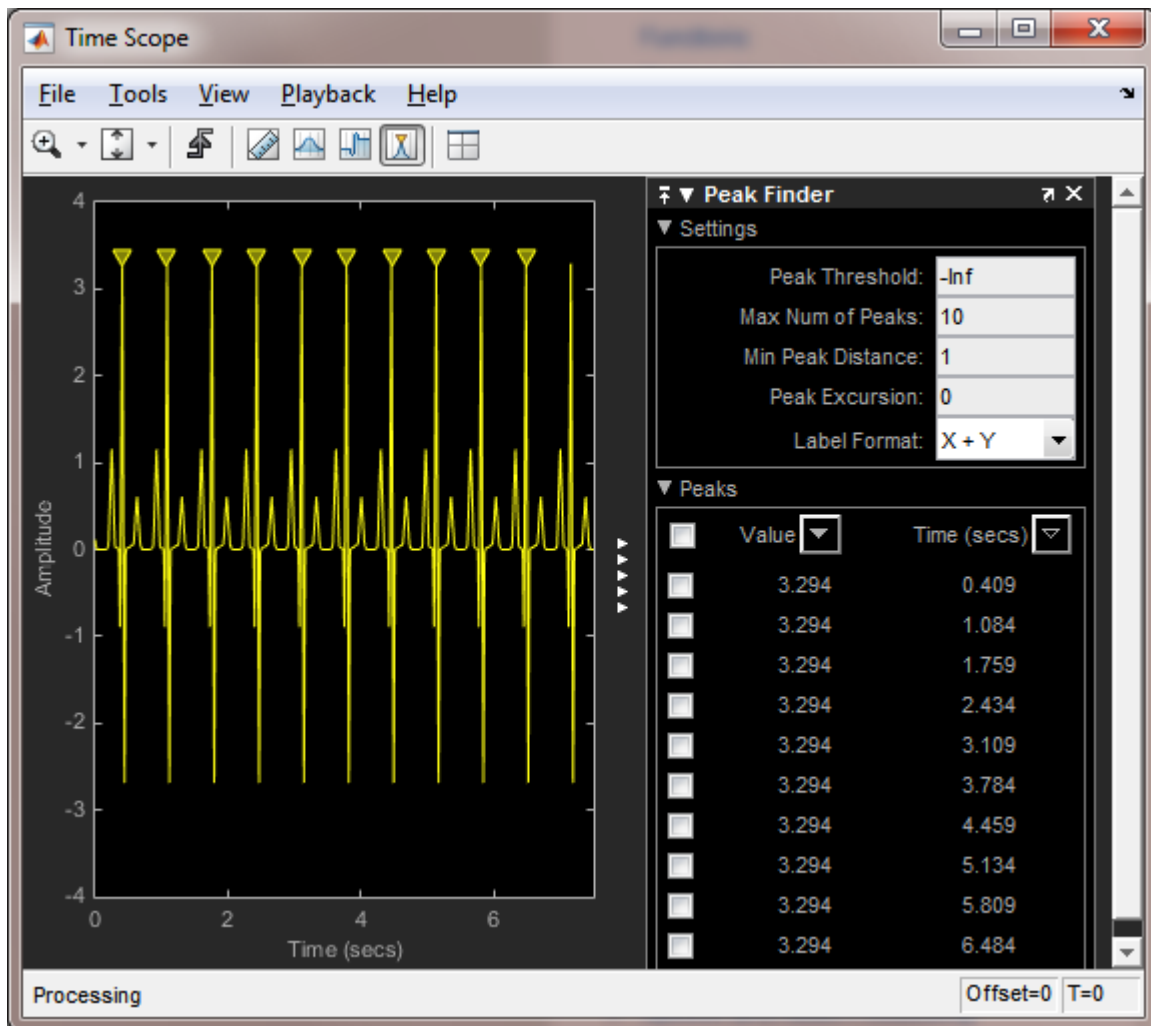 Time Scope
File Tools View Playback Help
4
3
2
1
0
-1
-2
-3
-4
Amplitude
0 2 4 6
Time (secs)
Peak Finder
Settings
Peak Threshold: -Inf
Max Num of Peaks: 10
Min Peak Distance: 1
Peak Excursion: 0
Label Format: X + Y
Peaks
Value Time (secs)
3.294 0.409
3.294 1.084
3.294 1.759
3.294 2.434
3.294 3.109
3.294 3.784
3.294 4.459
3.294 5.134
3.294 5.809
3.294 6.484
Processing Offset=0 T=0